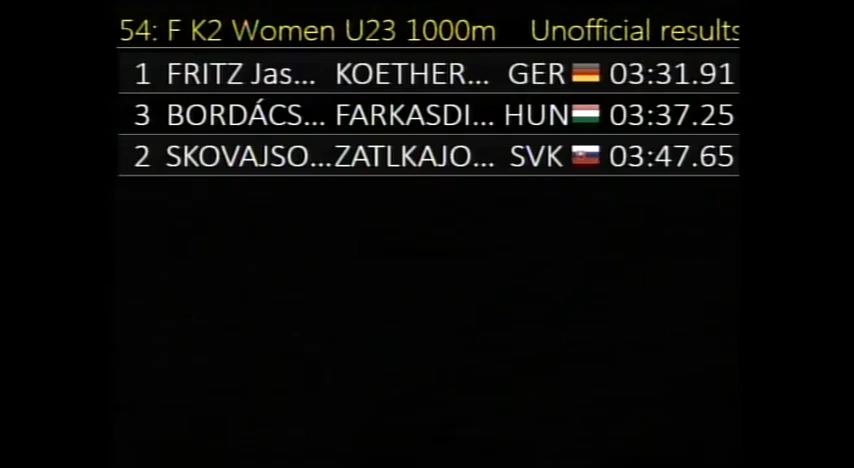 54: F K2 Women U23 1000m Unofficial results
1 FRITZ Jas... KOETHER... GER 03:31.91
3 BORDÁCS... FARKASDI... HUN 03:37.25
2 SKOVAJSO... ZATLKAJO... SVK 03:47.65